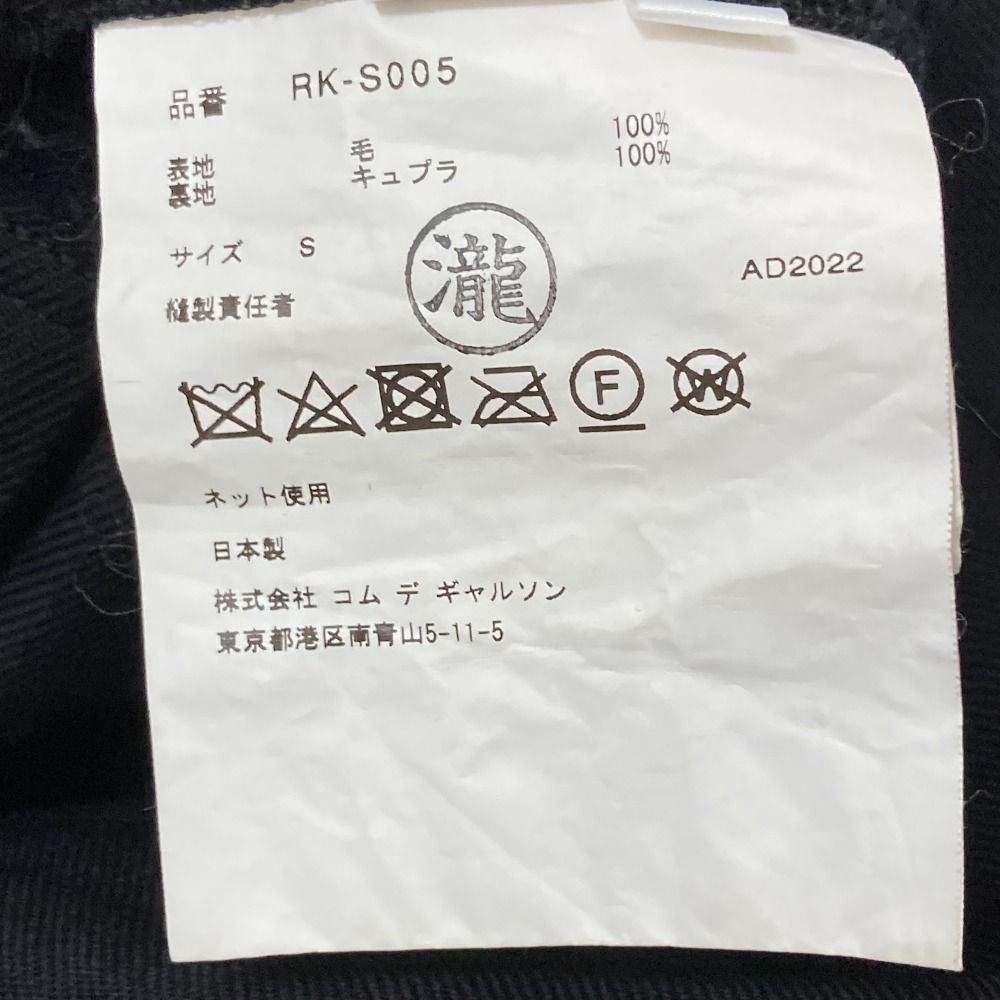 品番 RK-S005
表地 毛 100%
裏地 キュプラ 100%
サイズ S
瀧
AD2022
縫製責任者
F
W
ネット使用
日本製
株式会社 コム デ ギャルソン
東京都港区南青山5-11-5